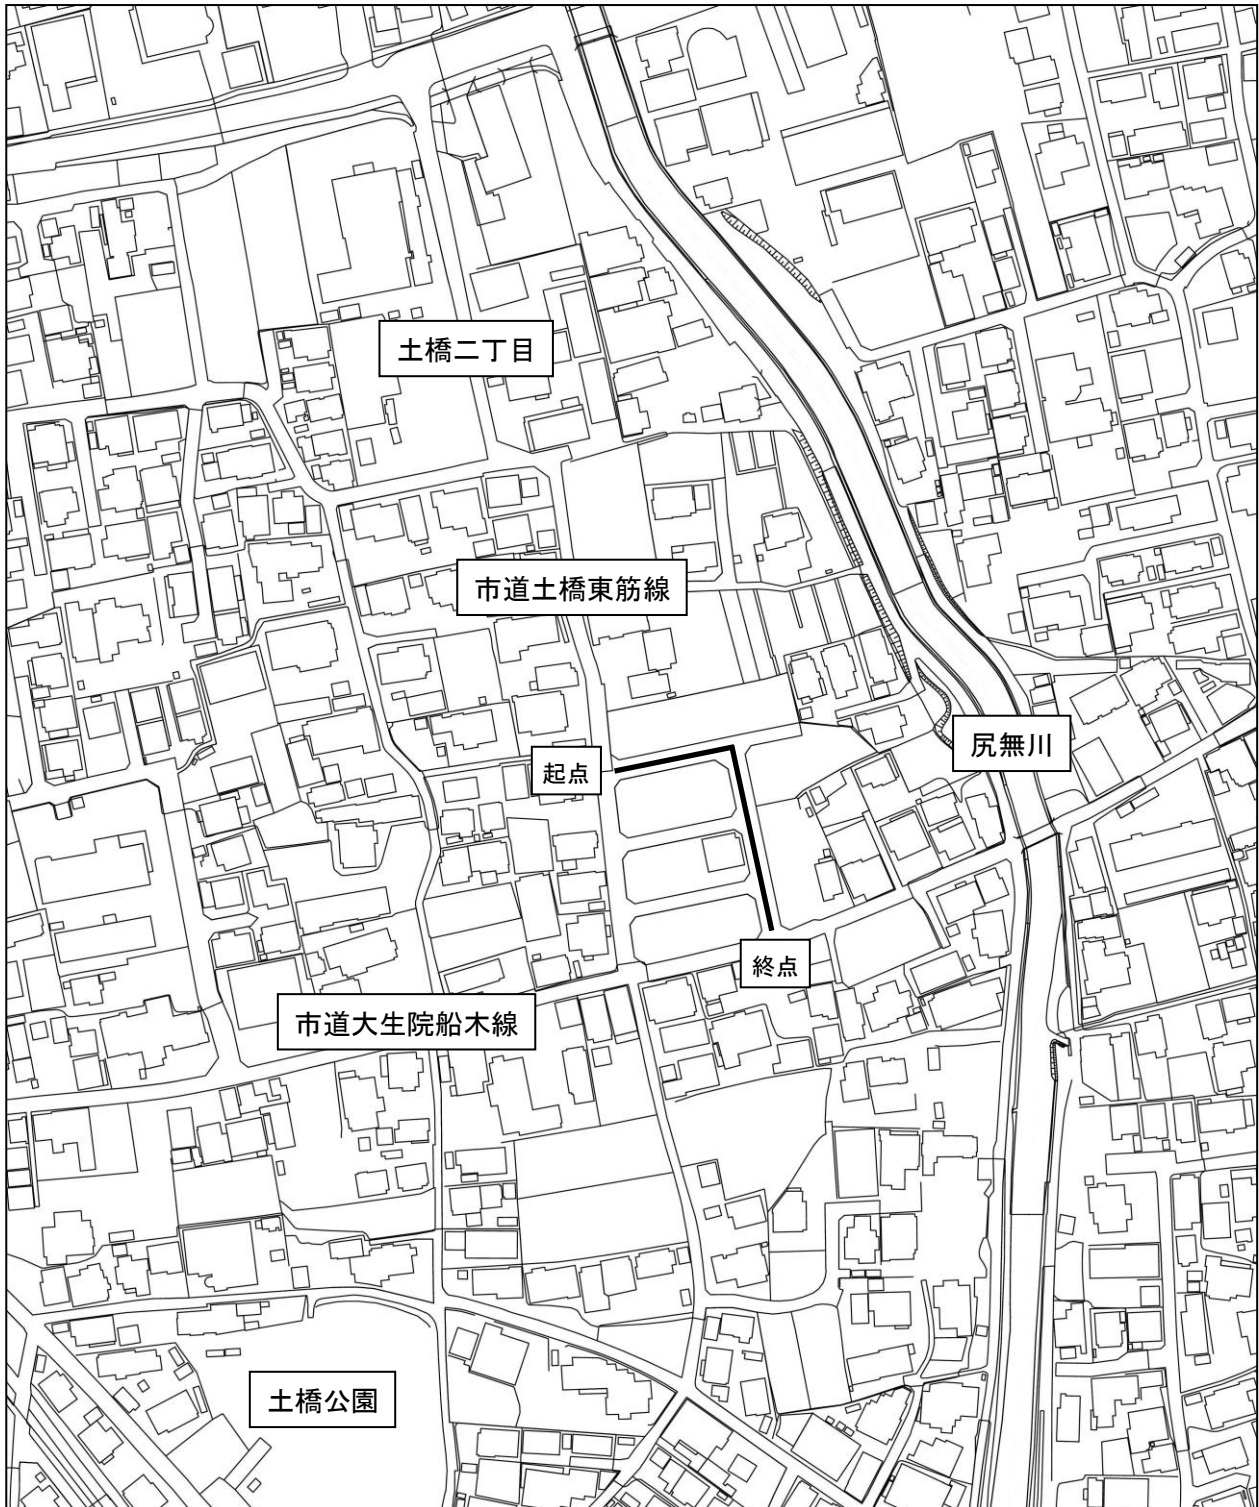 土橋二丁目
市道土橋東筋線
尻無川
起点
終点
市道大生院船木線
土橋公園